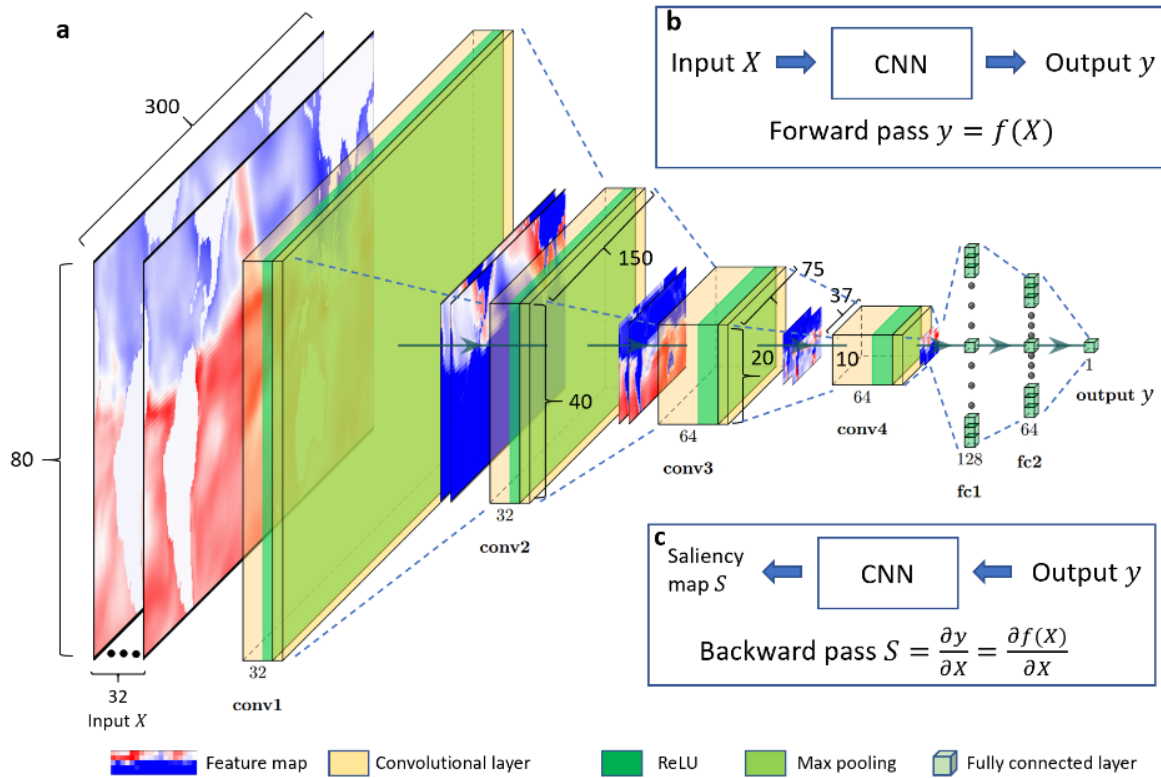 a
300
80
32
Input X
32
conv1
150
40
32
conv2
75
20
64
conv3
37
10
64
conv4
128
fc1
64
fc2
1
output y
b
Input X
CNN
Output y
Forward pass y = f(X)
c
Saliency
map S
CNN
Output y
Backward pass S = ∂y/∂X = ∂f(X)/∂X
Feature map
Convolutional layer
ReLU
Max pooling
Fully connected layer